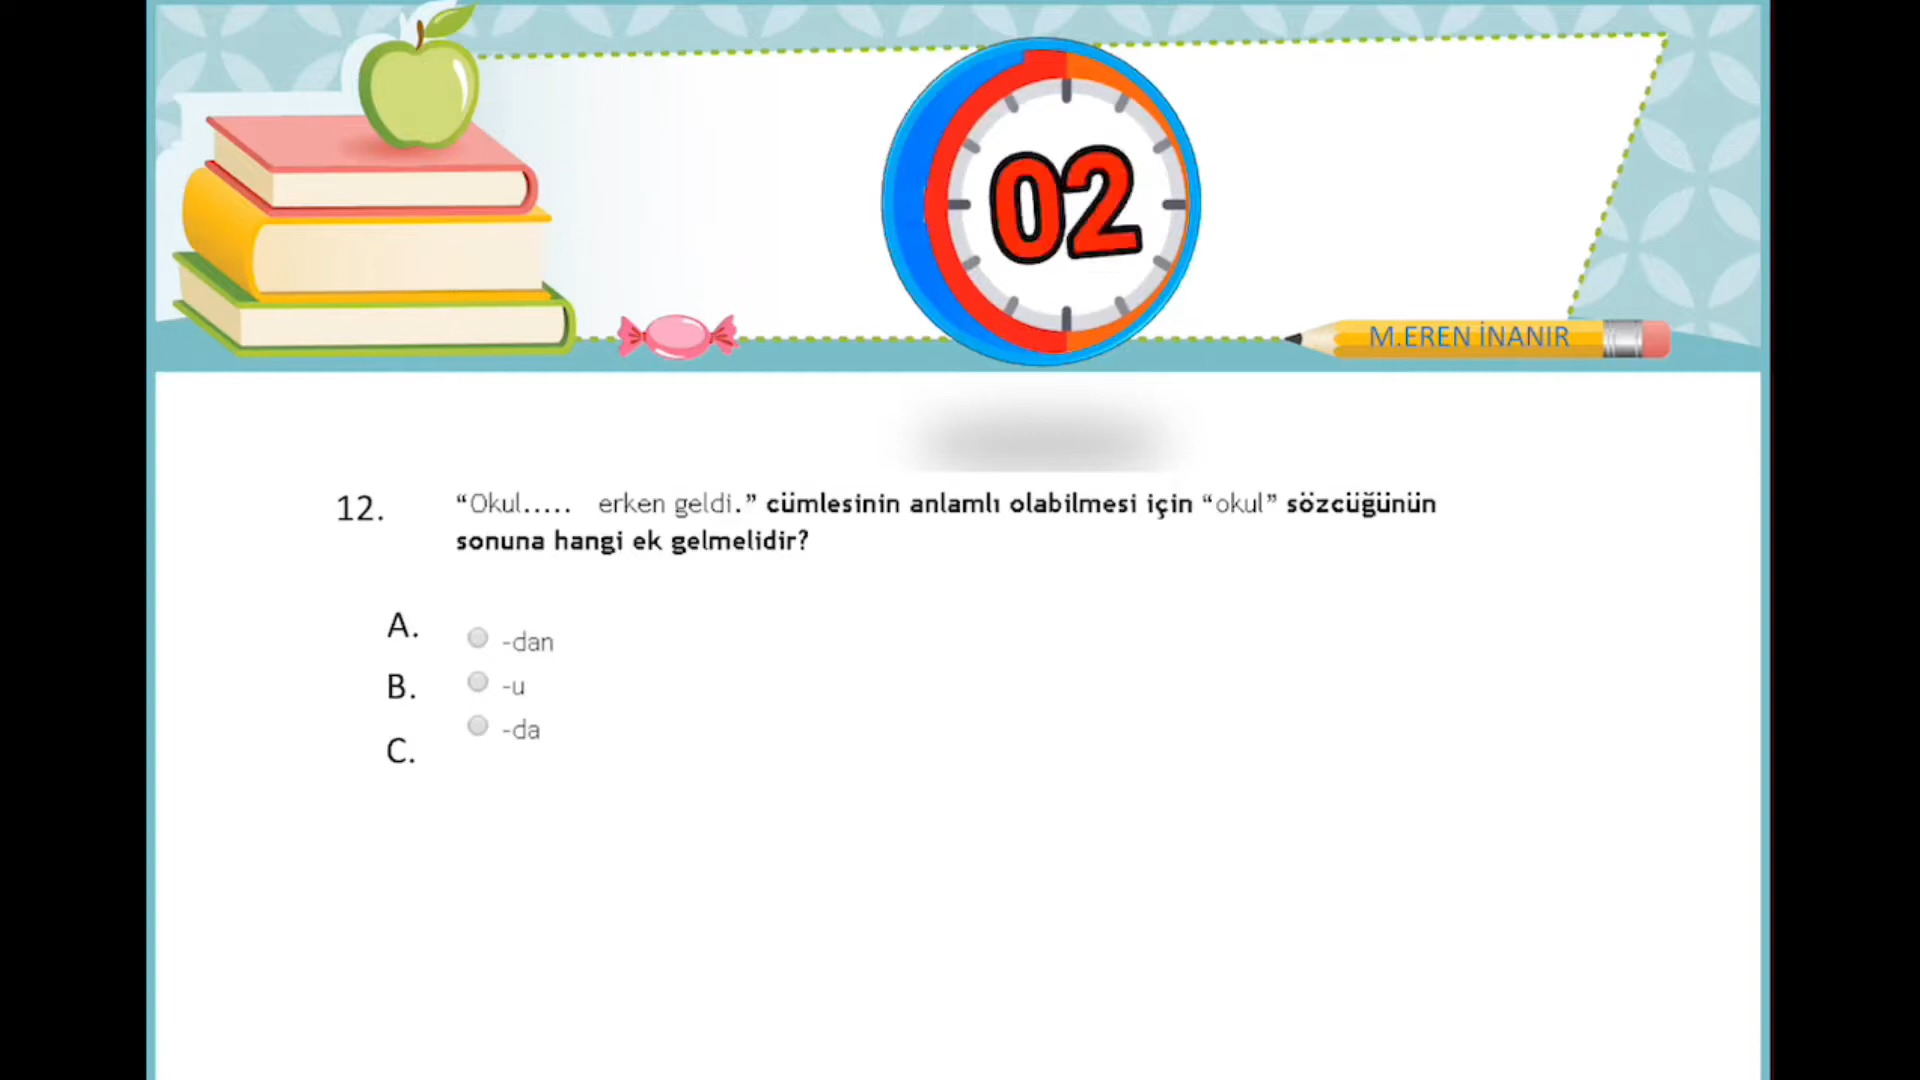 02
M.EREN İNANIR
12. “Okul..... erken geldi.” cümlesinin anlamlı olabilmesi için “okul” sözcüğünün
sonuna hangi ek gelmelidir?
A. -dan
B. -u
C. -da